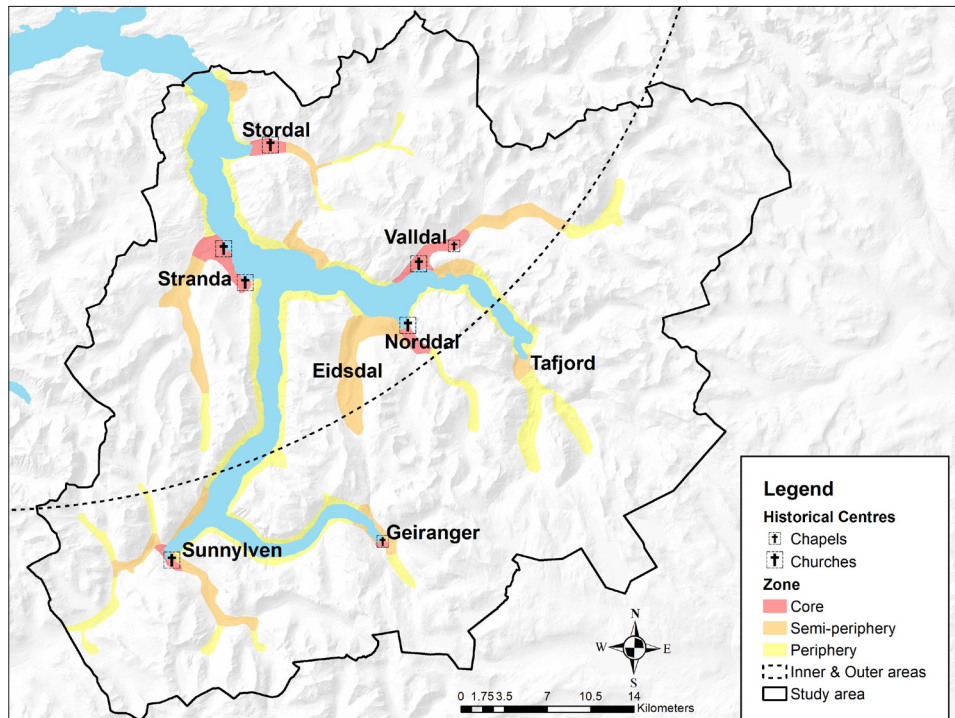 Stordal
Valldal
Stranda
Norddal
Eidsdal
Tafjord
Geiranger
Sunnylven
Legend
Historical Centres
Chapels
Churches
Zone
Core
Semi-periphery
Periphery
Inner & Outer areas
Study area
N
W E
S
0 1.75 3.5 7 10.5 14
Kilometers